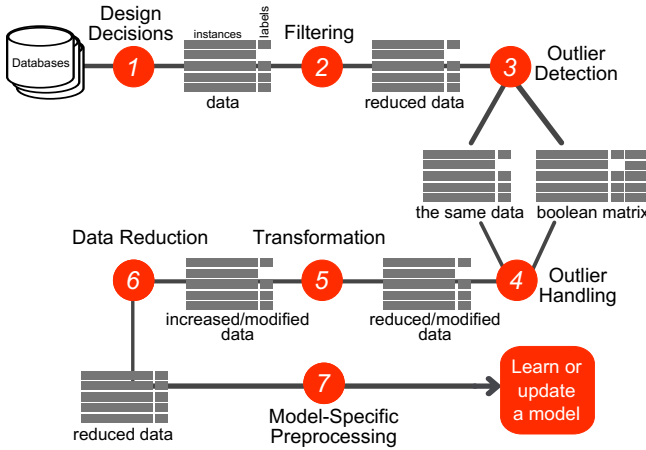 Design
Decisions
instances
labels
Filtering
Databases
1
2
3
Outlier
Detection
data
reduced data
the same data
boolean matrix
Data Reduction
Transformation
6
5
4
Outlier
Handling
increased/modified
data
reduced/modified
data
7
Learn or
update
a model
reduced data
Model-Specific
Preprocessing